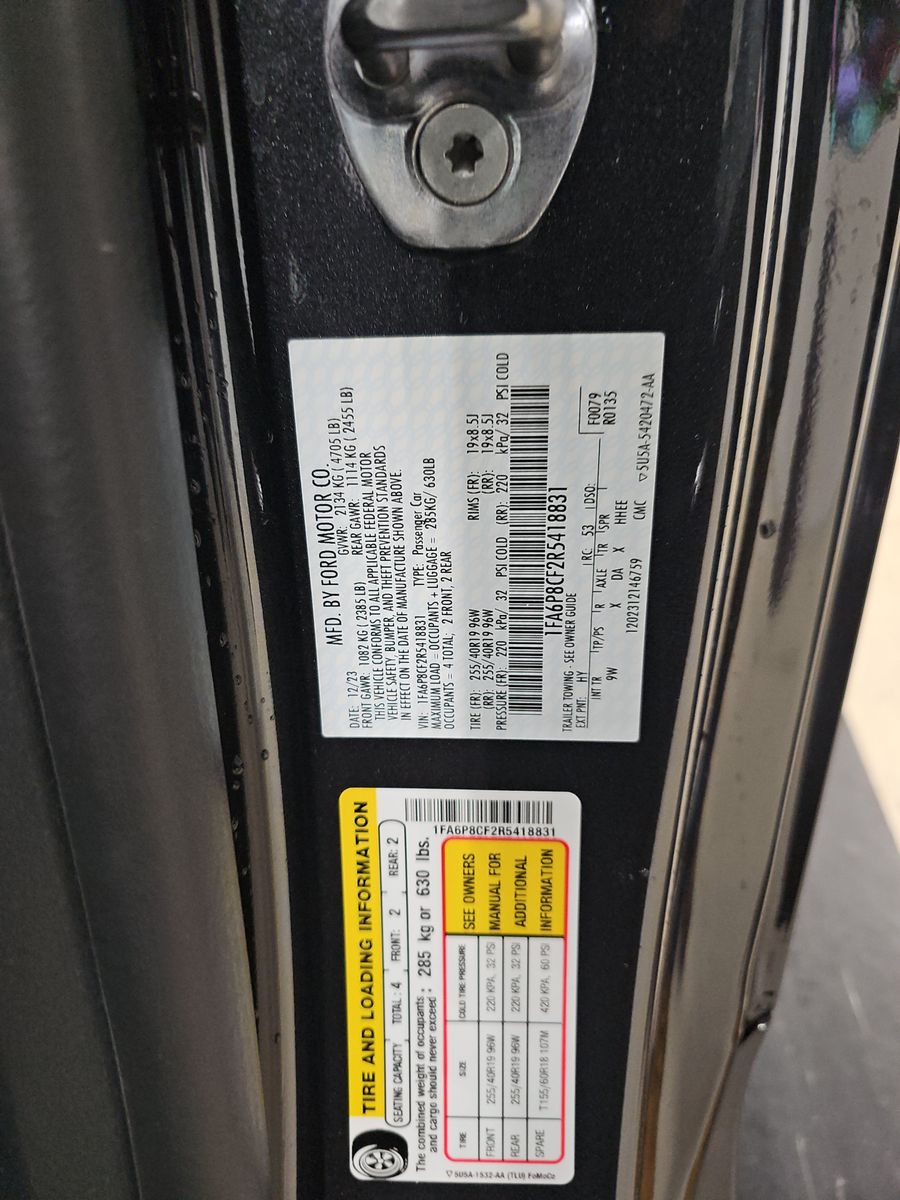 MFD. BY FORD MOTOR CO.
DATE: 12/23 GVWR: 2134 KG ( 4705 LB)
FRONT GAWR: 1082 KG ( 2385 LB) REAR GAWR: 1114 KG ( 2455 LB)
THIS VEHICLE CONFORMS TO ALL APPLICABLE FEDERAL MOTOR
VEHICLE SAFETY, BUMPER, AND THEFT PREVENTION STANDARDS
IN EFFECT ON THE DATE OF MANUFACTURE SHOWN ABOVE.
VIN: 1FA6P8CF2R5418831 TYPE: Passenger Car
MAXIMUM LOAD = OCCUPANTS + LUGGAGE = 285KG/ 630LB
OCCUPANTS = 4 TOTAL, 2 FRONT, 2 REAR
TIRE (FR): 255/40R19 96W RIMS (FR): 19x8.5J
(RR): 255/40R19 96W (RR): 19x8.5J
PRESSURE (FR): 220 kPa/ 32 PSI COLD (RR): 220 kPa/ 32 PSI COLD
1FA6P8CF2R5418831
TRAILER TOWING - SEE OWNER GUIDE
F0079
EXT PNT: HY RC: 53 DSO:
R0135
INT TR TP/PS R AXLE TR SPR
9W X DA X HHEE
1202312146759 CMC
5U5A-5420472-AA
TIRE AND LOADING INFORMATION
SEATING CAPACITY TOTAL: 4 FRONT: 2 REAR: 2
The combined weight of occupants : 285 kg or 630 lbs.
and cargo should never exceed
1FA6P8CF2R5418831
TIRE SIZE COLD TIRE PRESSURE SEE OWNERS
FRONT 255/40R19 96W 220 KPA, 32 PSI MANUAL FOR
REAR 255/40R19 96W 220 KPA, 32 PSI ADDITIONAL
SPARE T155/60R18 107M 420 KPA, 60 PSI INFORMATION
5U5A-1532-AA (TLU) FoMoCo